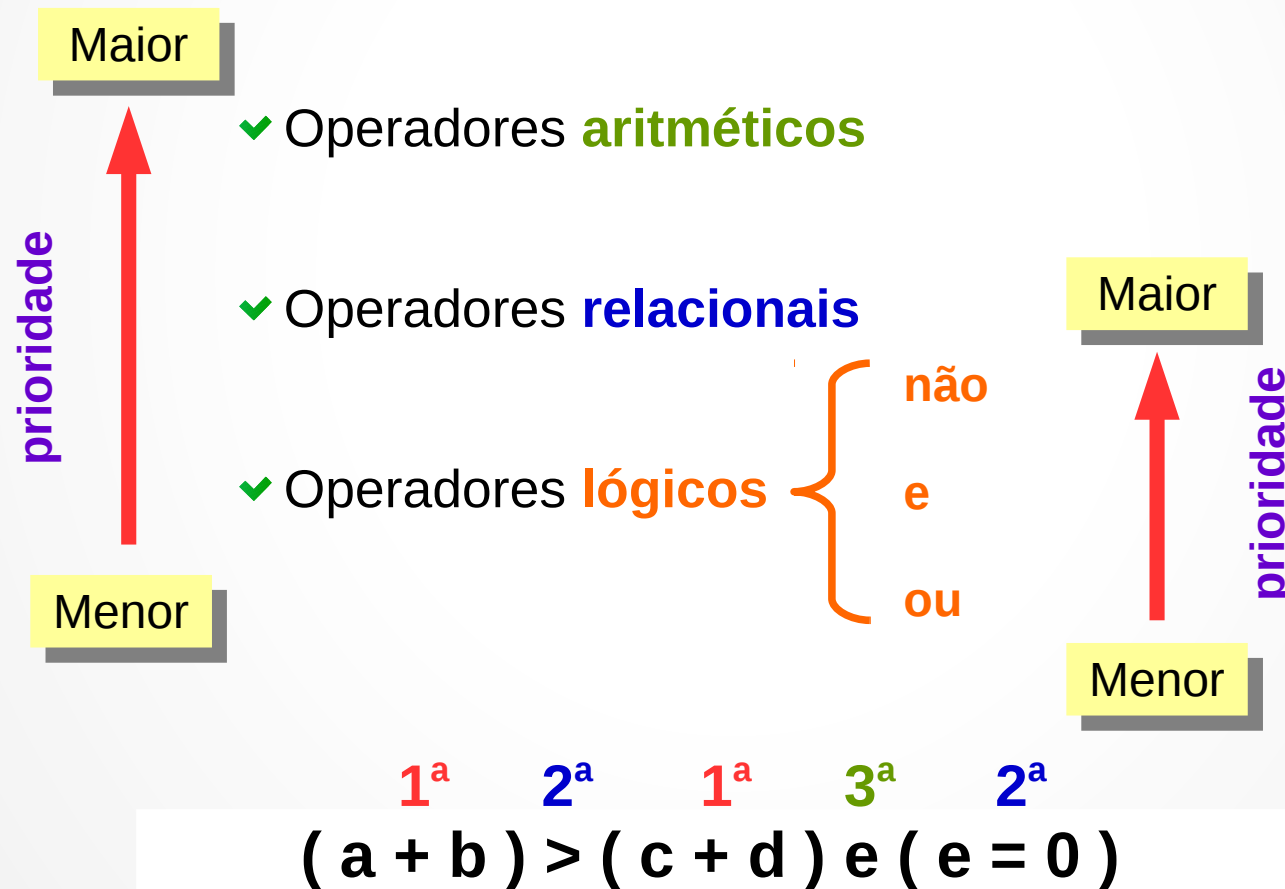 Maior
Operadores aritméticos
prioridade
Operadores relacionais
Maior
não
prioridade
Operadores lógicos
e
ou
Menor
Menor
1ª 2ª 1ª 3ª 2ª
( a + b ) > ( c + d ) e ( e = 0 )